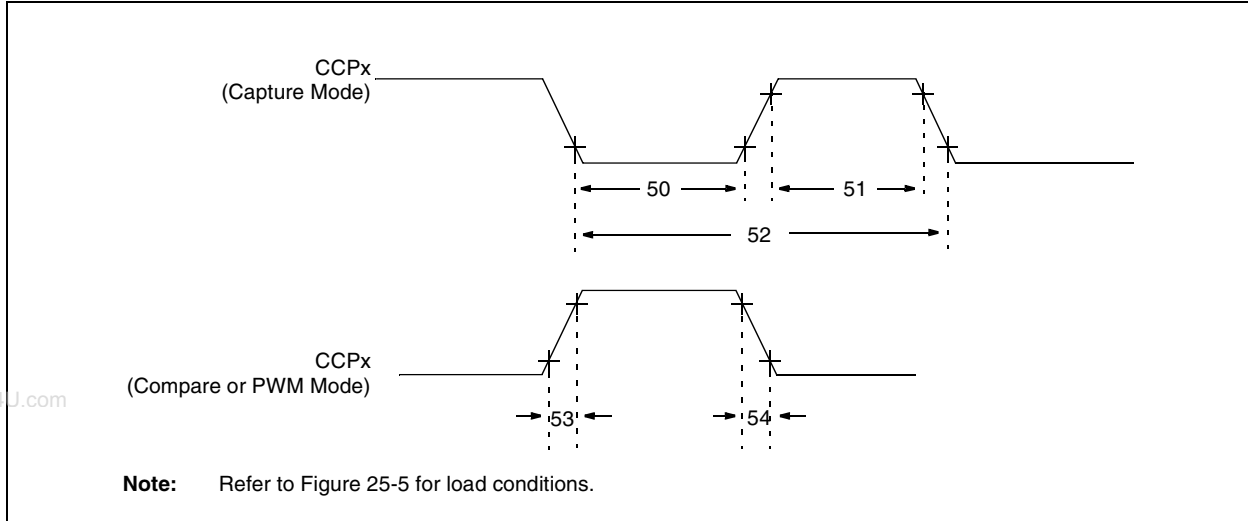 CCPx
(Capture Mode)
50
51
52
CCPx
(Compare or PWM Mode)
53
54
U.com
Note: Refer to Figure 25-5 for load conditions.